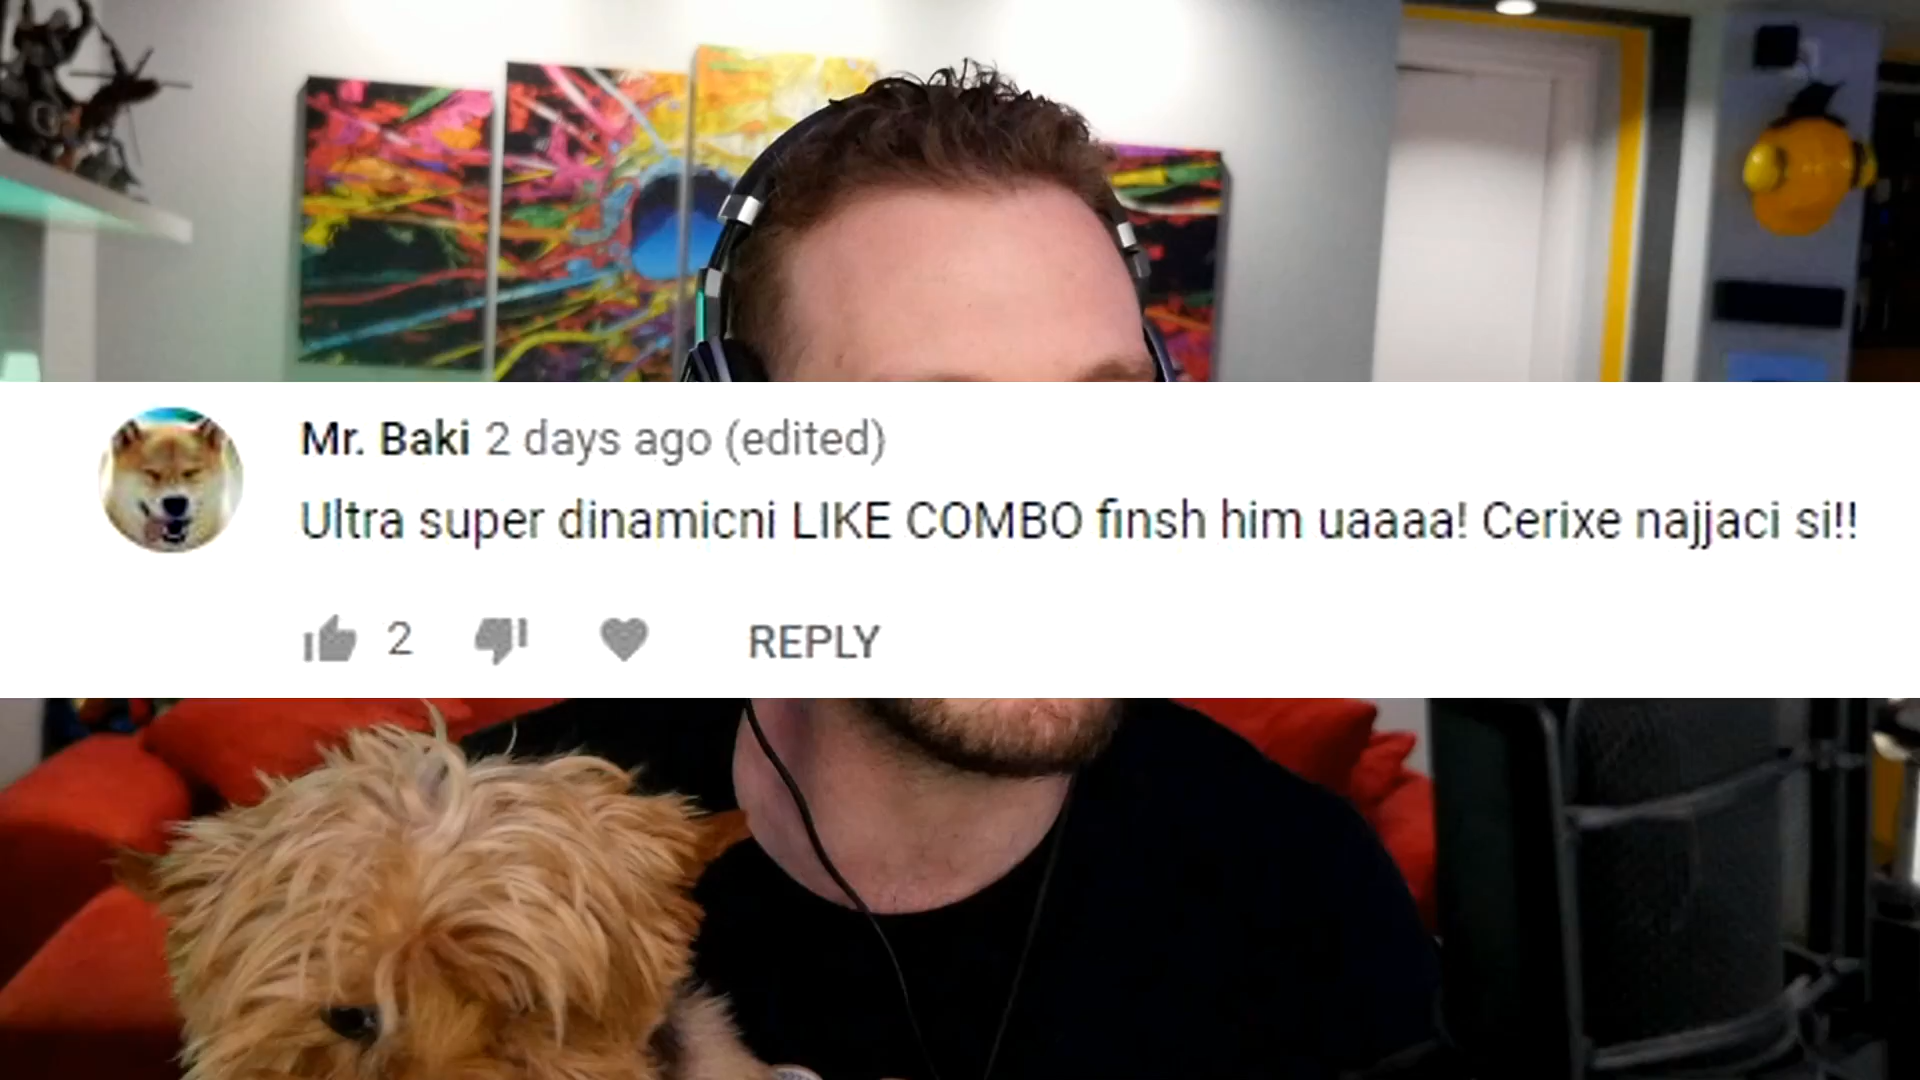 Mr. Baki 2 days ago (edited)
Ultra super dinamicni LIKE COMBO finsh him uaaaa! Cerixe najjaci si!!
2 REPLY